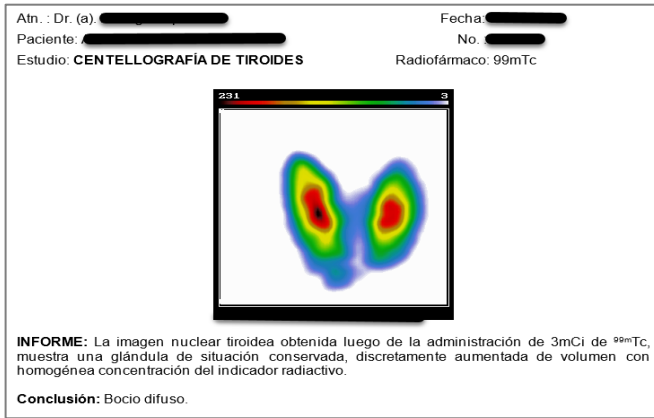 Atn. : Dr. (a).
Fecha:
Paciente:
No. :
Estudio: CENTELLOGRAFÍA DE TIROIDES
Radiofármaco: 99mTc
231 3
INFORME: La imagen nuclear tiroidea obtenida luego de la administración de 3mCi de ⁹⁹ᵐTc,
muestra una glándula de situación conservada, discretamente aumentada de volumen con
homogénea concentración del indicador radiactivo.
Conclusión: Bocio difuso.